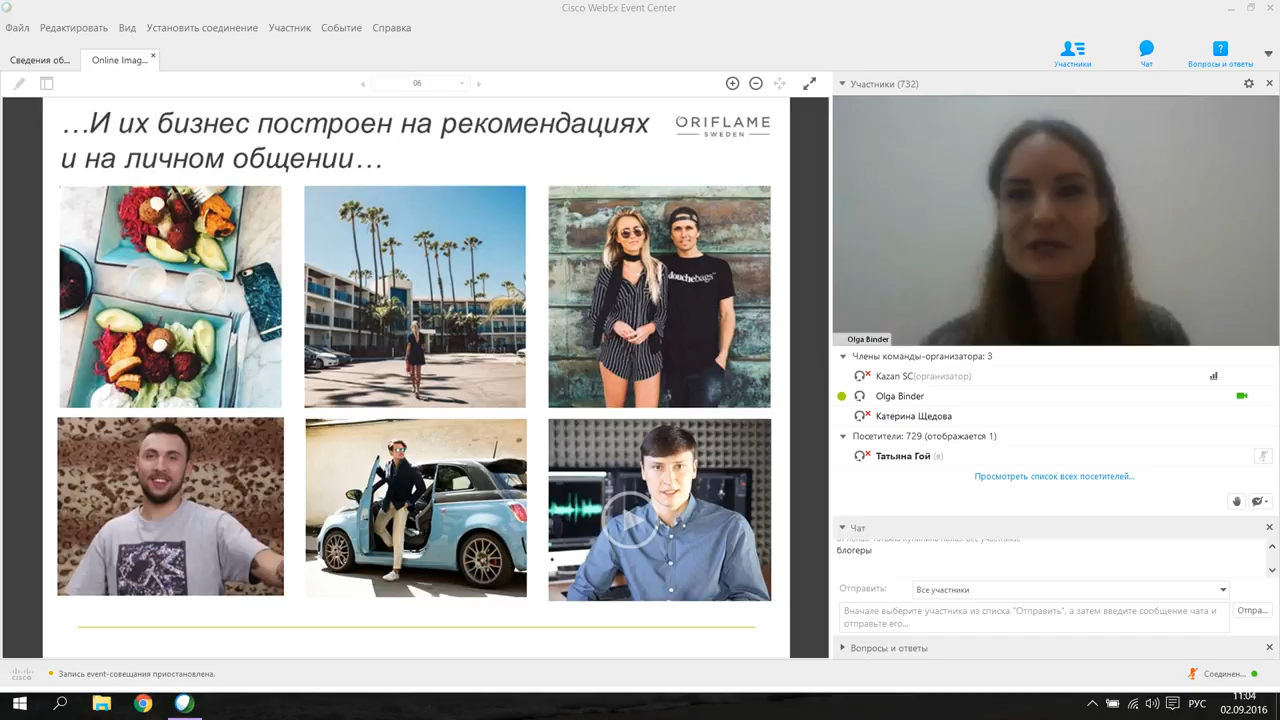 Cisco WebEx Event Center
Файл Редактировать Вид Установить соединение Участник Событие Справка
Сведения об... Online Imag...
Участники Чат Вопросы и ответы
06
Участники (732)
…И их бизнес построен на рекомендациях
и на личном общении…
ORIFLAME
SWEDEN
douchebags
Olga Binder
Члены команды-организатора: 3
Kazan SC(организатор)
Olga Binder
Катерина Щедова
Посетители: 729 (отображается 1)
Татьяна Гой (я)
Просмотреть список всех посетителей...
Чат
блогеры
Отправить: Все участники
Вначале выберите участника из списка "Отправить", а затем введите сообщение чата и
отправьте его...
Отпра...
Вопросы и ответы
cisco
Запись event-совещания приостановлена.
Соединен...
РУС
11:04
02.09.2016